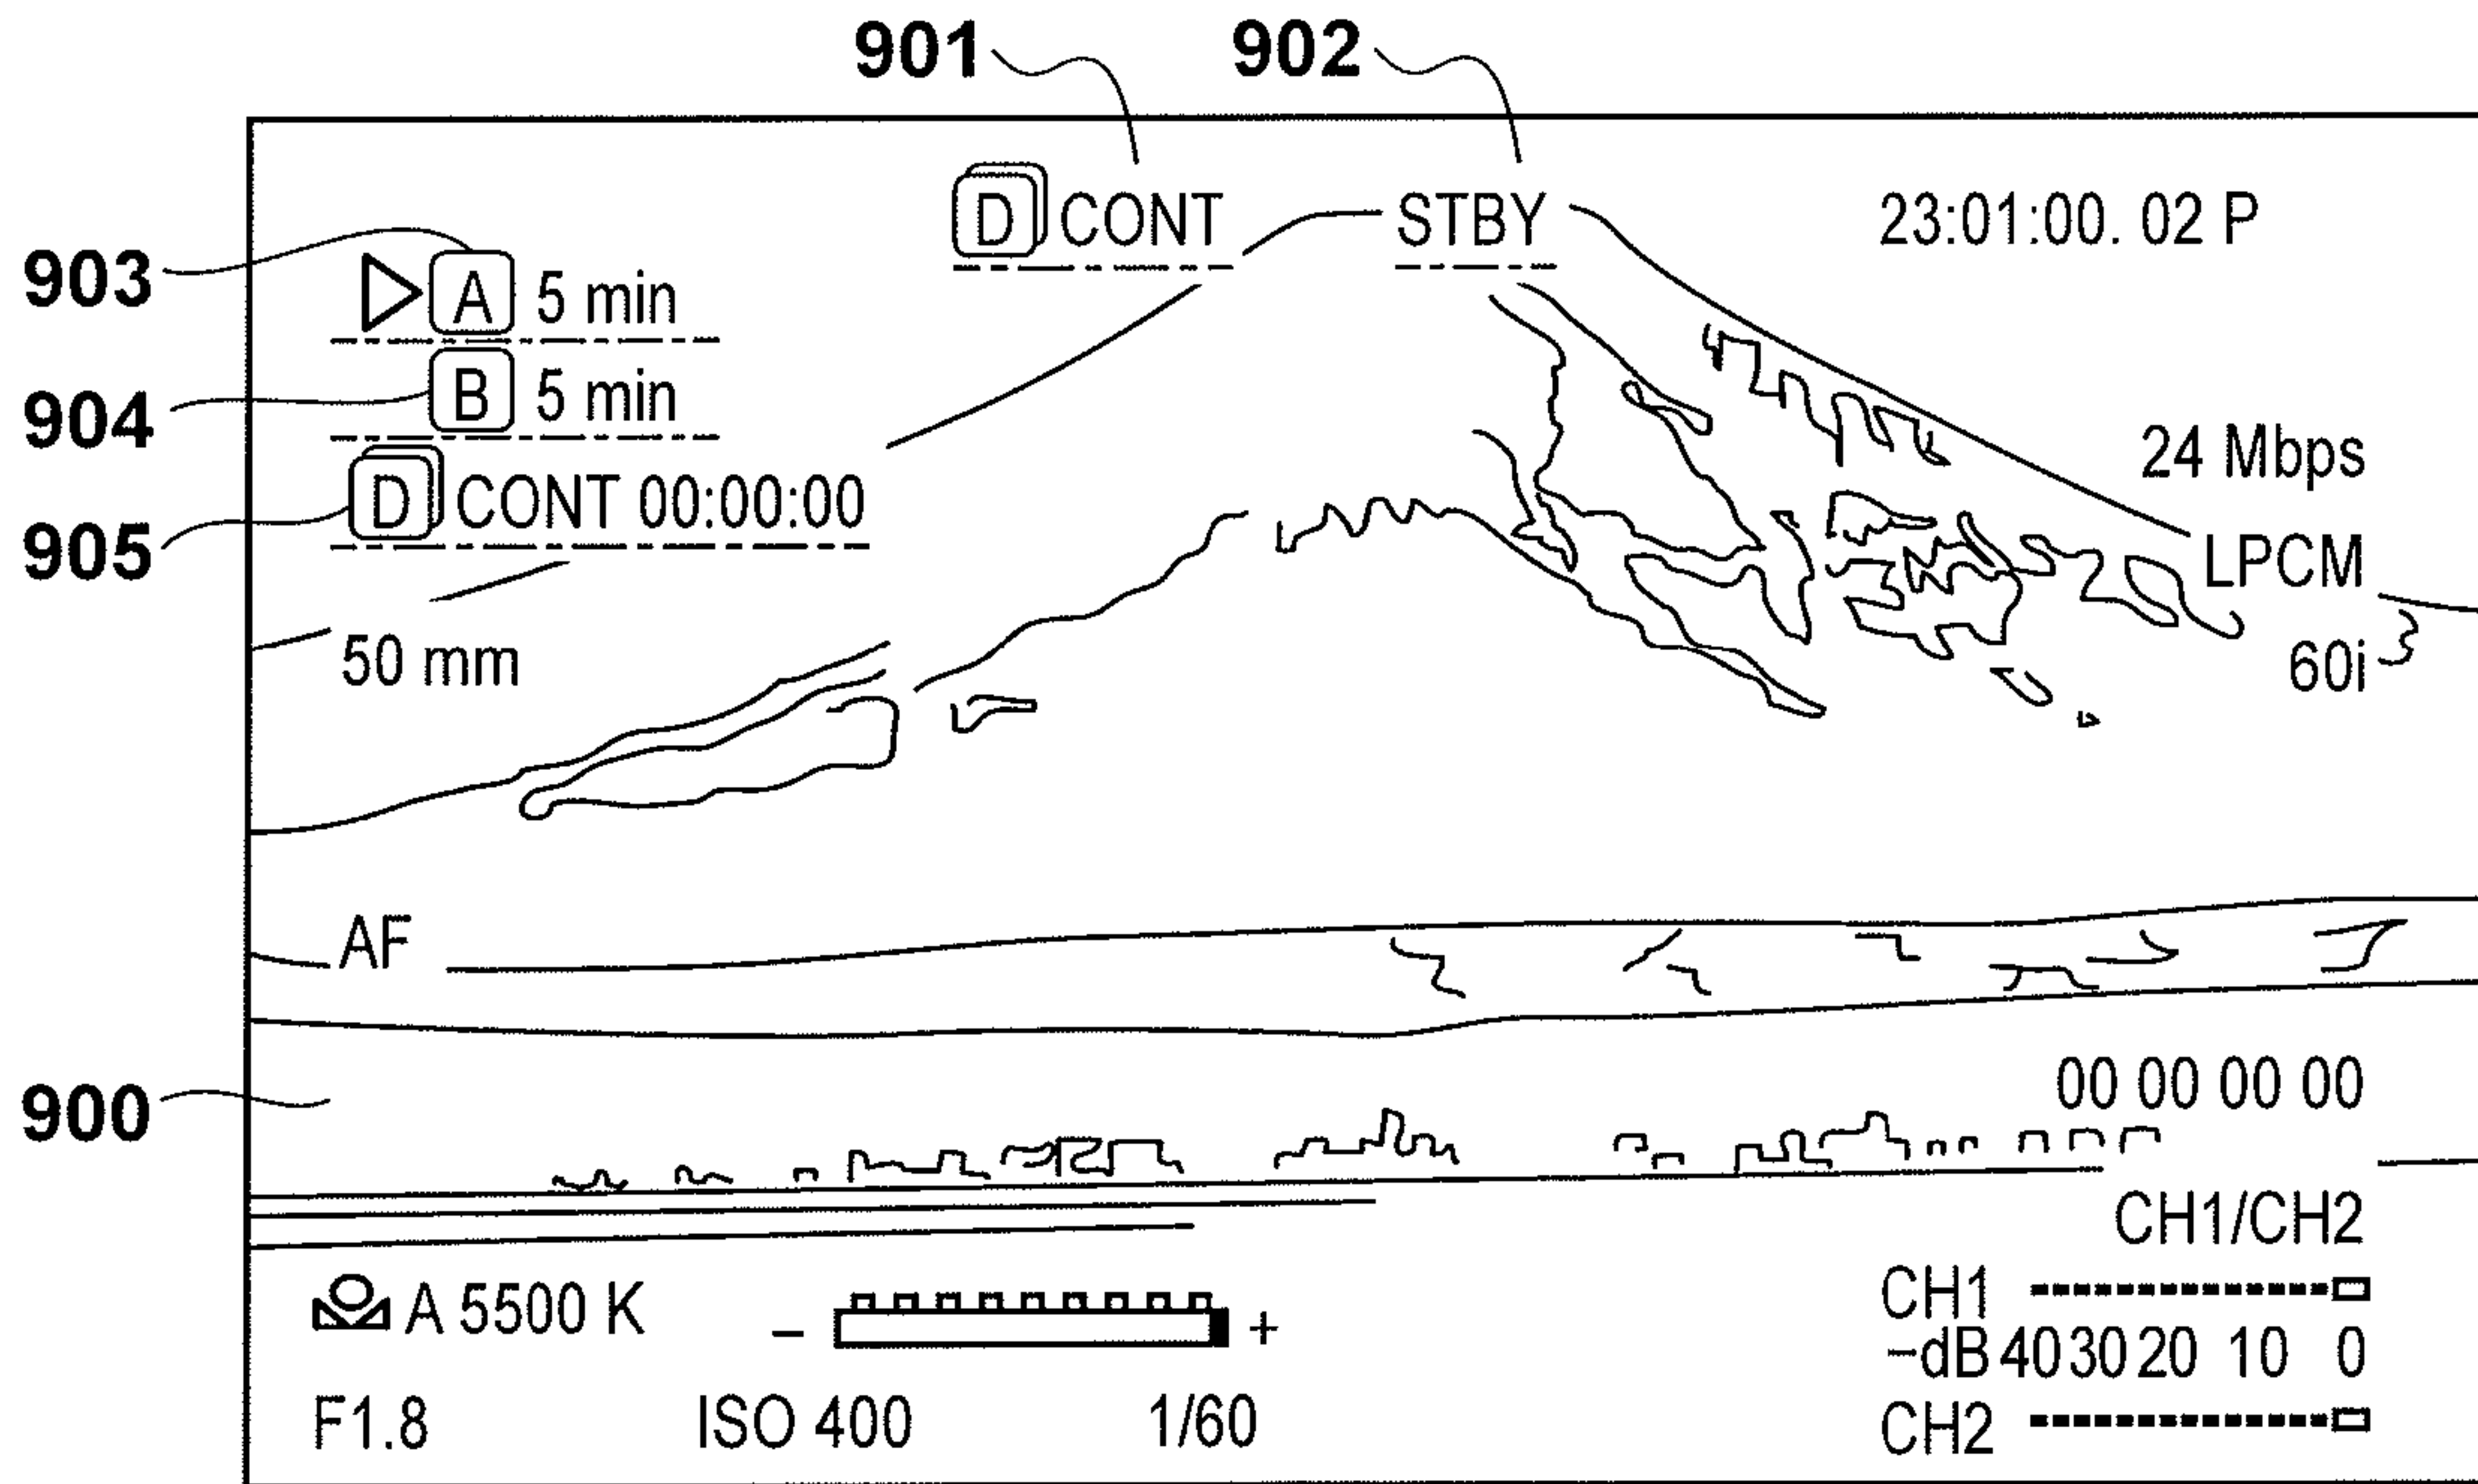 901 902
D CONT STBY 23:01:00. 02 P
903 A 5 min
904 B 5 min
24 Mbps
905 D CONT 00:00:00
LPCM
50 mm 60i
AF
900 00 00 00 00
CH1/CH2
A 5500 K - + CH1
-dB 40 30 20 10 0
F1.8 ISO 400 1/60 CH2